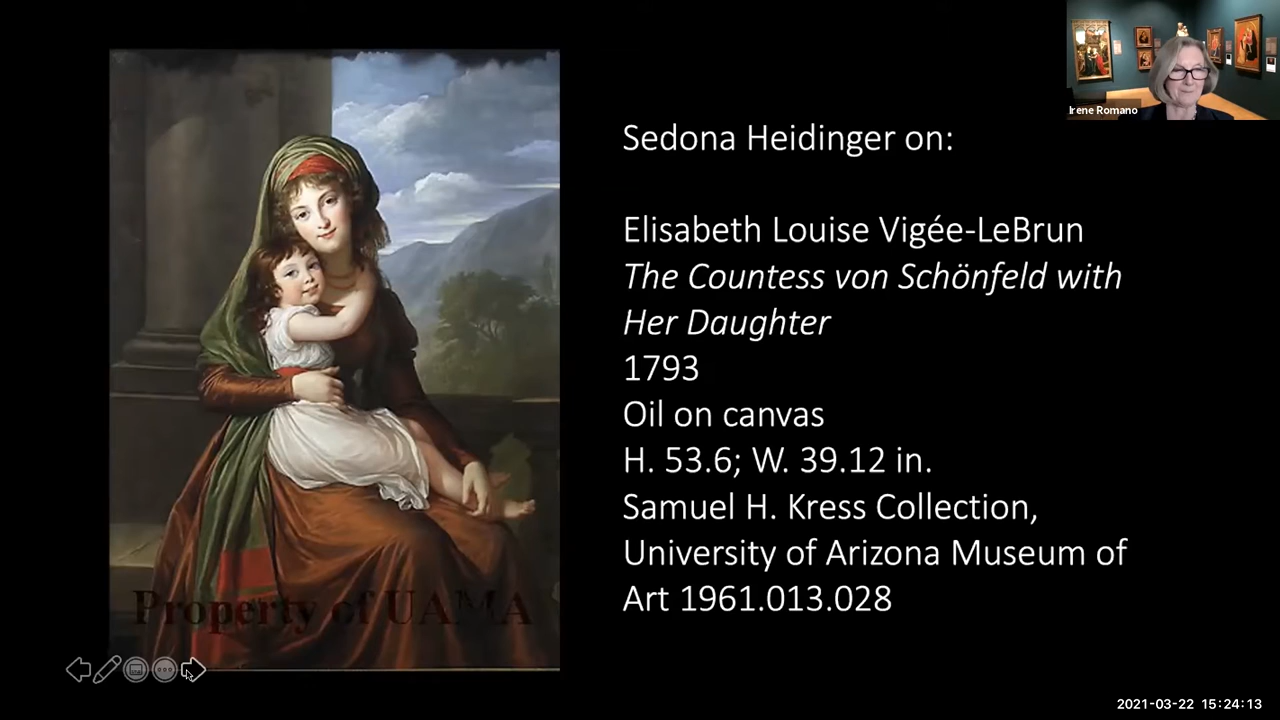 Irene Romano
Sedona Heidinger on:
Elisabeth Louise Vigée-LeBrun
The Countess von Schönfeld with
Her Daughter
1793
Oil on canvas
H. 53.6; W. 39.12 in.
Samuel H. Kress Collection,
University of Arizona Museum of
Art 1961.013.028
Property of UAMA
2021-03-22 15:24:13